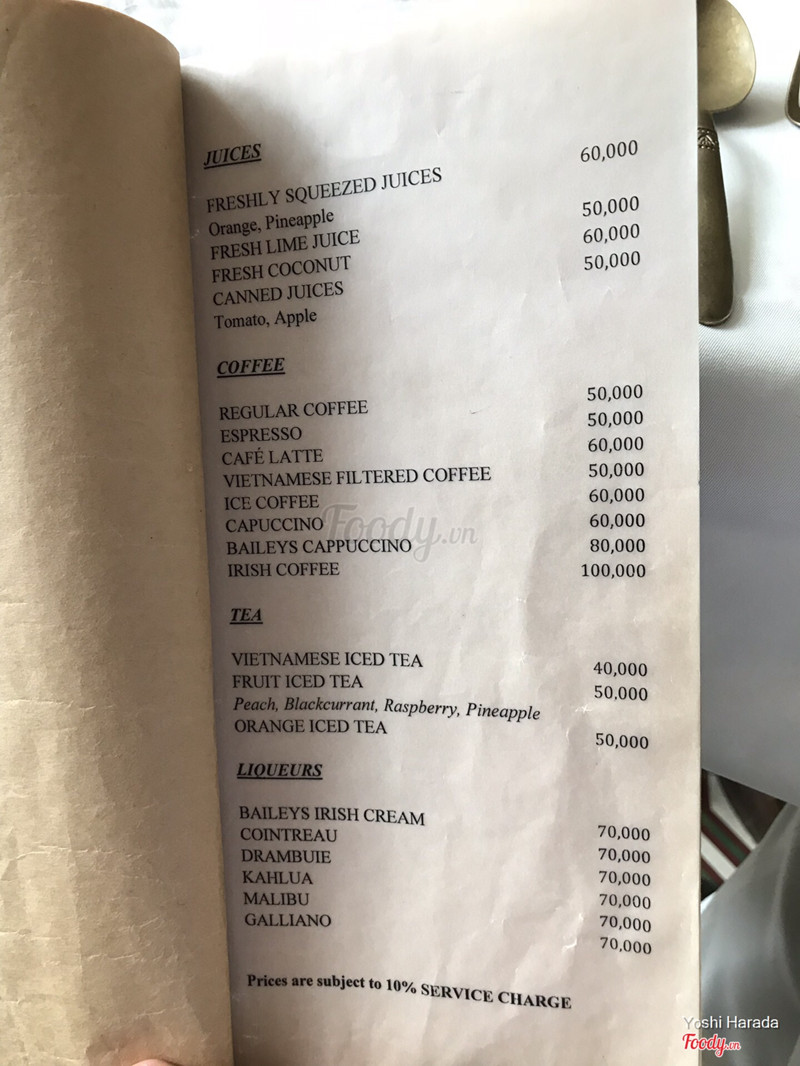 JUICES
FRESHLY SQUEEZED JUICES 60,000
Orange, Pineapple
FRESH LIME JUICE 50,000
FRESH COCONUT 60,000
CANNED JUICES 50,000
Tomato, Apple
COFFEE
REGULAR COFFEE 50,000
ESPRESSO 50,000
CAFÉ LATTE 60,000
VIETNAMESE FILTERED COFFEE 50,000
ICE COFFEE 60,000
CAPUCCINO 60,000
BAILEYS CAPPUCCINO 80,000
IRISH COFFEE 100,000
TEA
VIETNAMESE ICED TEA 40,000
FRUIT ICED TEA 50,000
Peach, Blackcurrant, Raspberry, Pineapple
ORANGE ICED TEA 50,000
LIQUEURS
BAILEYS IRISH CREAM 70,000
COINTREAU 70,000
DRAMBUIE 70,000
KAHLUA 70,000
MALIBU 70,000
GALLIANO 70,000
Prices are subject to 10% SERVICE CHARGE
Foody.vn
Yoshi Harada
Foody.vn